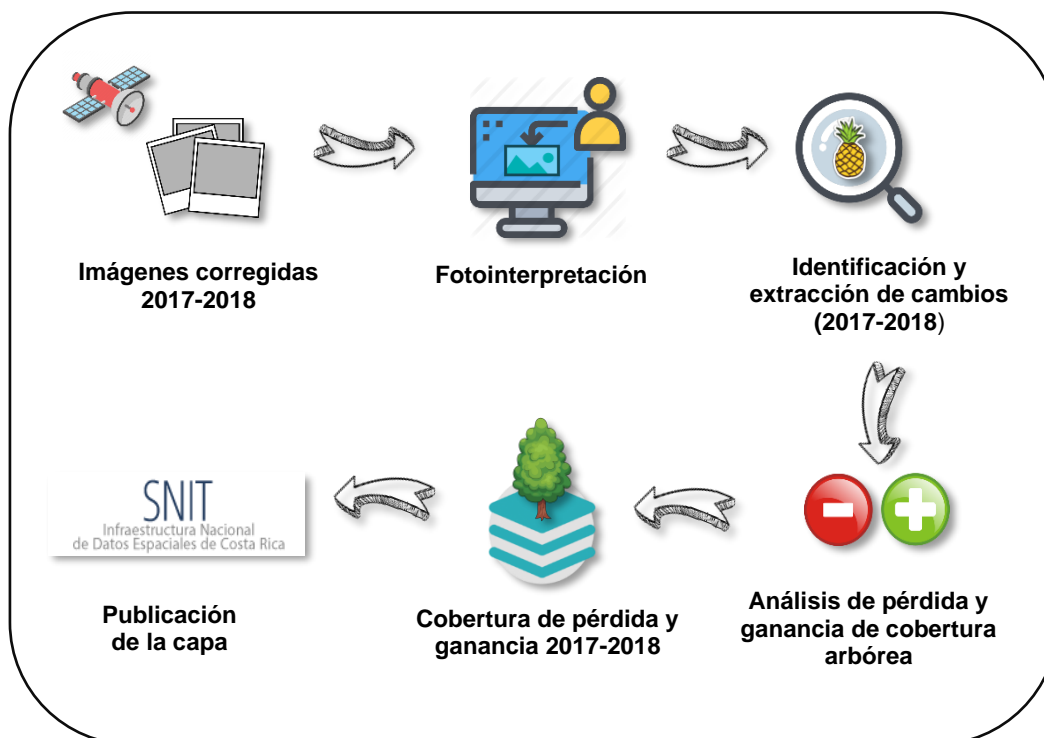 Imágenes corregidas
2017-2018
Fotointerpretación
Identificación y
extracción de cambios
(2017-2018)
SNIT
Infraestructura Nacional
de Datos Espaciales de Costa Rica
Publicación
de la capa
Cobertura de pérdida y
ganancia 2017-2018
Análisis de pérdida y
ganancia de cobertura
arbórea